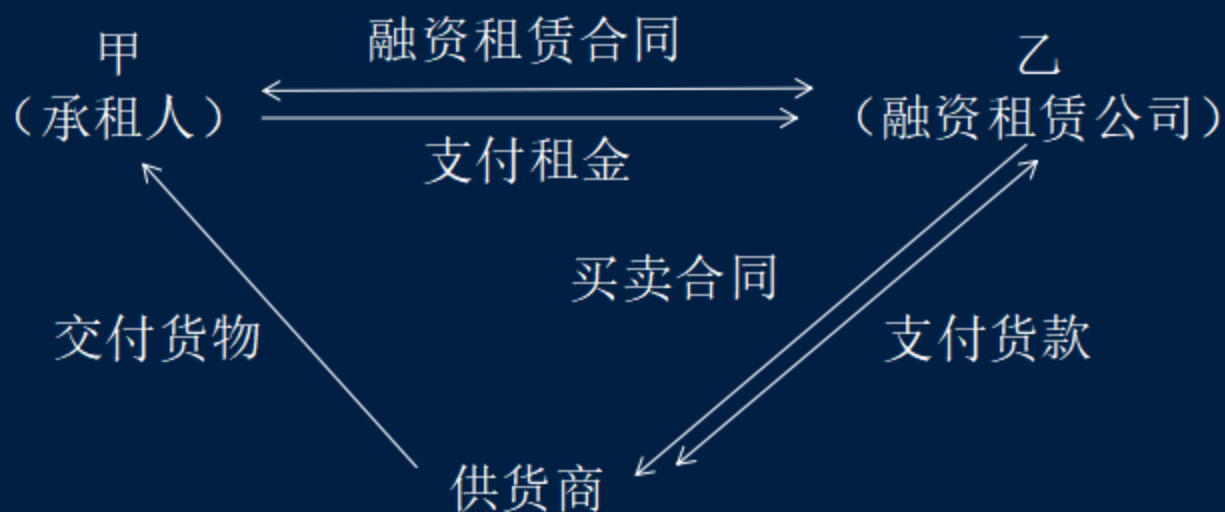 融资租赁合同
甲
乙
（承租人）
（融资租赁公司）
支付租金
买卖合同
交付货物
支付货款
供货商